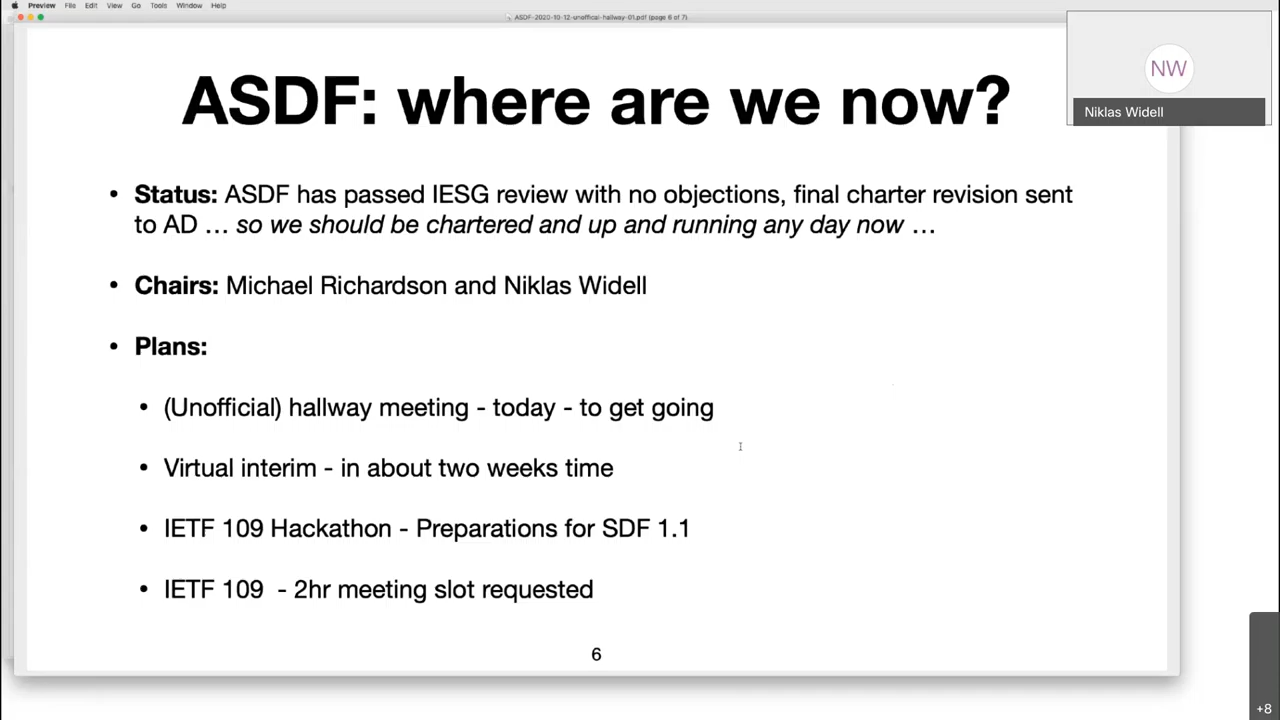 Preview File Edit View Go Tools Window Help
ASDF-2020-10-12-unoffical-hallway-01.pdf (page 6 of 7)
NW
Niklas Widell
ASDF: where are we now?
• Status: ASDF has passed IESG review with no objections, final charter revision sent
to AD … so we should be chartered and up and running any day now …
• Chairs: Michael Richardson and Niklas Widell
• Plans:
• (Unofficial) hallway meeting - today - to get going
• Virtual interim - in about two weeks time
• IETF 109 Hackathon - Preparations for SDF 1.1
• IETF 109 - 2hr meeting slot requested
6
+8